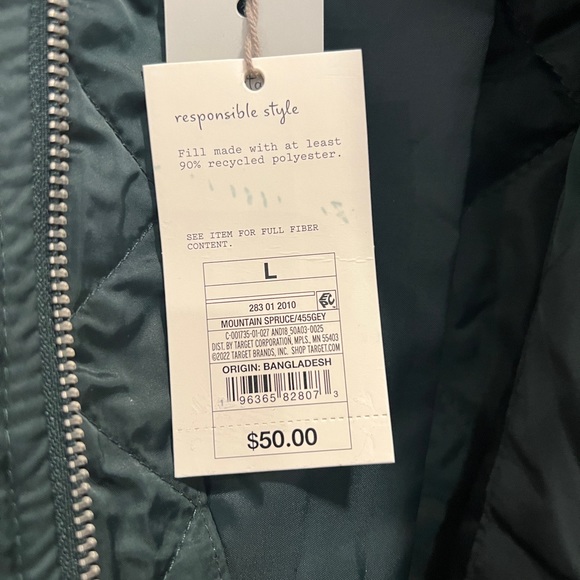 responsible style
Fill made with at least
90% recycled polyester.
SEE ITEM FOR FULL FIBER
CONTENT.
L
283 01 2010
MOUNTAIN SPRUCE/455GEY
C-001735-01-027 AND18_50A03-0025
DIST. BY TARGET CORPORATION, MPLS., MN 55403
©2022 TARGET BRANDS, INC. SHOP TARGET.COM
ORIGIN: BANGLADESH
1 96365 82807 3
$50.00